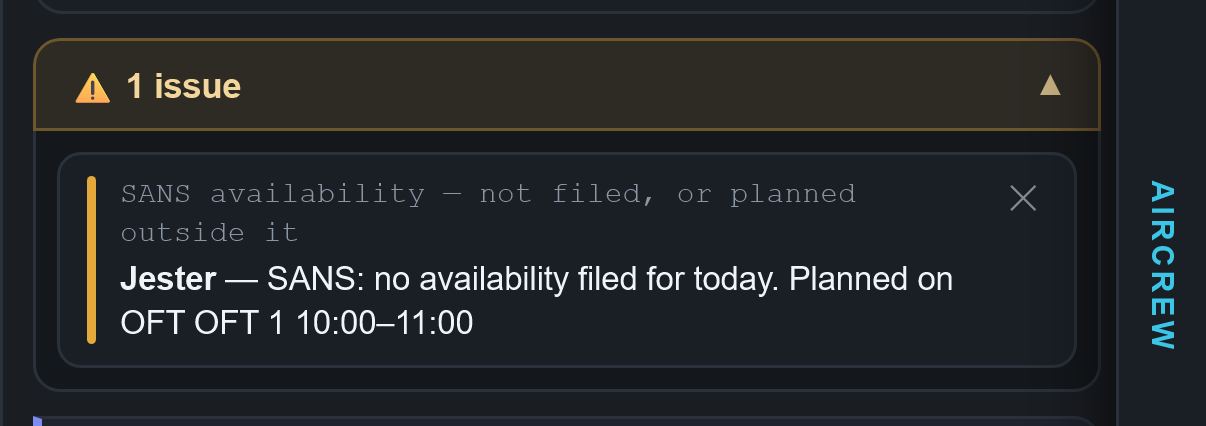 1 issue
SANS availability — not filed, or planned
outside it
Jester — SANS: no availability filed for today. Planned on
OFT OFT 1 10:00–11:00
AIRCREW